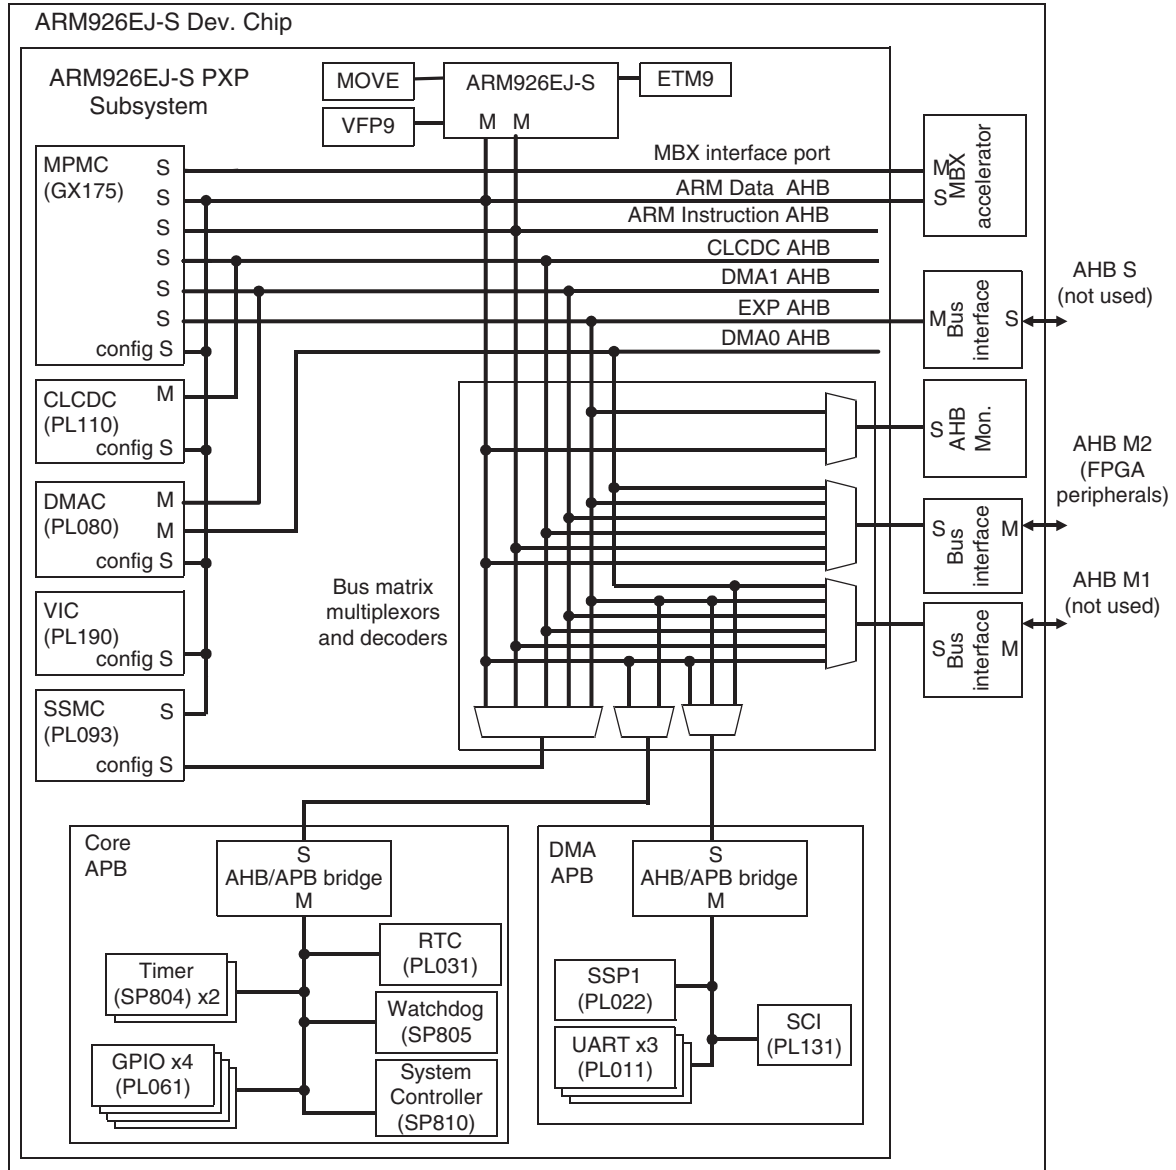 ARM926EJ-S Dev. Chip
ARM926EJ-S PXP
Subsystem
MOVE
VFP9
ARM926EJ-S
M M
ETM9
MPMC
(GX175)
S
S
S
S
S
S
config S
MBX interface port
ARM Data AHB
ARM Instruction AHB
CLCDC AHB
DMA1 AHB
EXP AHB
DMA0 AHB
M
S
MBX
accelerator
M
Bus
interface
S
AHB S
(not used)
CLCDC
(PL110)
M
config S
S
AHB
Mon.
DMAC
(PL080)
M
M
config S
S
Bus
interface
M
AHB M2
(FPGA
peripherals)
VIC
(PL190)
config S
Bus matrix
multiplexors
and decoders
S
Bus
interface
M
AHB M1
(not used)
SSMC
(PL093)
S
config S
Core
APB
S
AHB/APB bridge
M
RTC
(PL031)
Timer
(SP804) x2
Watchdog
(SP805
GPIO x4
(PL061)
System
Controller
(SP810)
DMA
APB
S
AHB/APB bridge
M
SSP1
(PL022)
UART x3
(PL011)
SCI
(PL131)